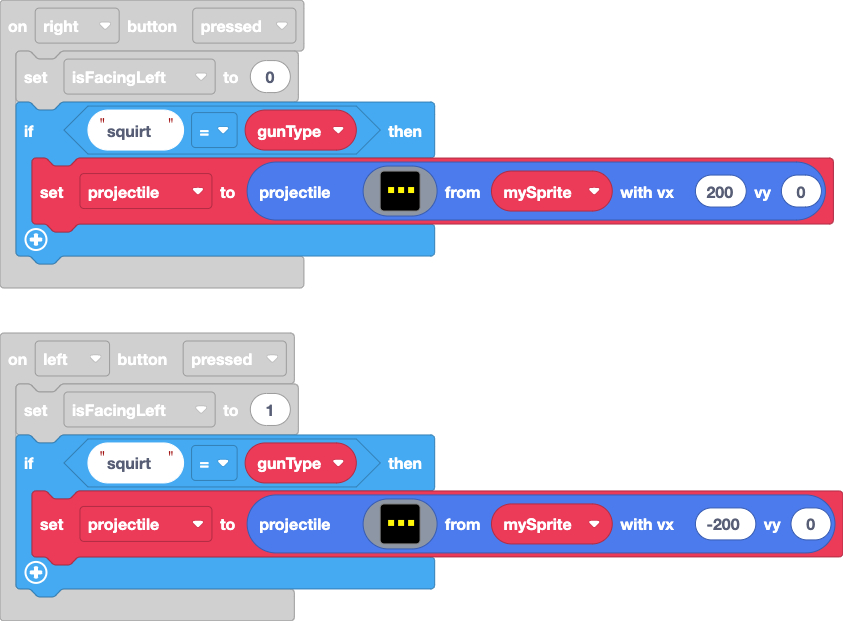 on right button pressed
set isFacingLeft to 0
if "squirt" = gunType then
set projectile to projectile from mySprite with vx 200 vy 0
on left button pressed
set isFacingLeft to 1
if "squirt" = gunType then
set projectile to projectile from mySprite with vx -200 vy 0